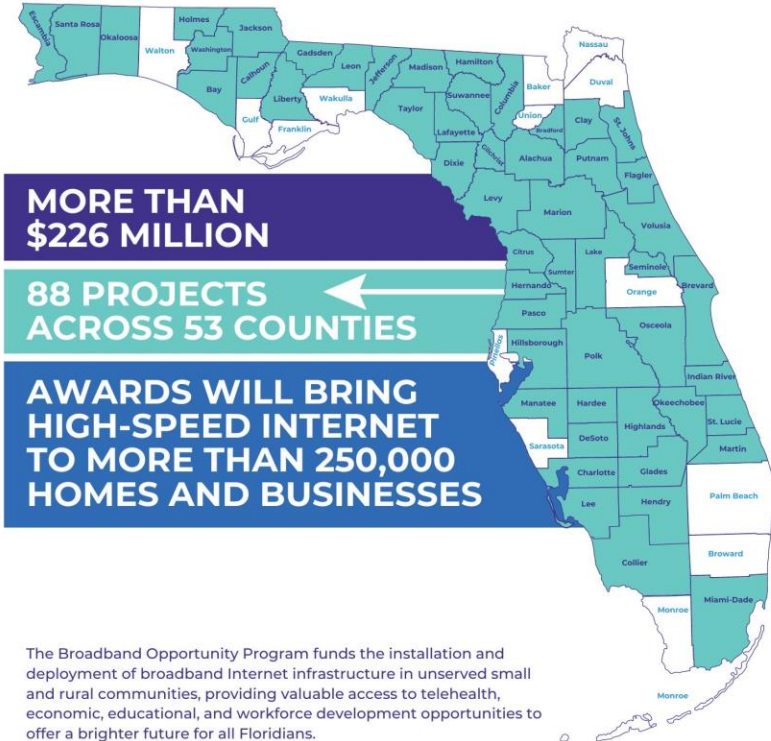 Escambia
Santa Rosa
Okaloosa
Walton
Holmes
Washington
Jackson
Bay
Calhoun
Gulf
Liberty
Gadsden
Franklin
Leon
Wakulla
Jefferson
Madison
Taylor
Hamilton
Suwannee
Lafayette
Dixie
Columbia
Gilchrist
Baker
Union
Bradford
Nassau
Duval
Clay
St. Johns
Alachua
Putnam
Flagler
Levy
Marion
Volusia
Citrus
Sumter
Lake
Seminole
Hernando
Orange
Brevard
Pasco
Osceola
Pinellas
Hillsborough
Polk
Indian River
Manatee
Hardee
Highlands
Okeechobee
St. Lucie
Sarasota
DeSoto
Martin
Charlotte
Glades
Lee
Hendry
Palm Beach
Collier
Broward
Monroe
Miami-Dade
Monroe
MORE THAN
$226 MILLION
88 PROJECTS
ACROSS 53 COUNTIES
AWARDS WILL BRING
HIGH-SPEED INTERNET
TO MORE THAN 250,000
HOMES AND BUSINESSES
The Broadband Opportunity Program funds the installation and
deployment of broadband Internet infrastructure in unserved small
and rural communities, providing valuable access to telehealth,
economic, educational, and workforce development opportunities to
offer a brighter future for all Floridians.